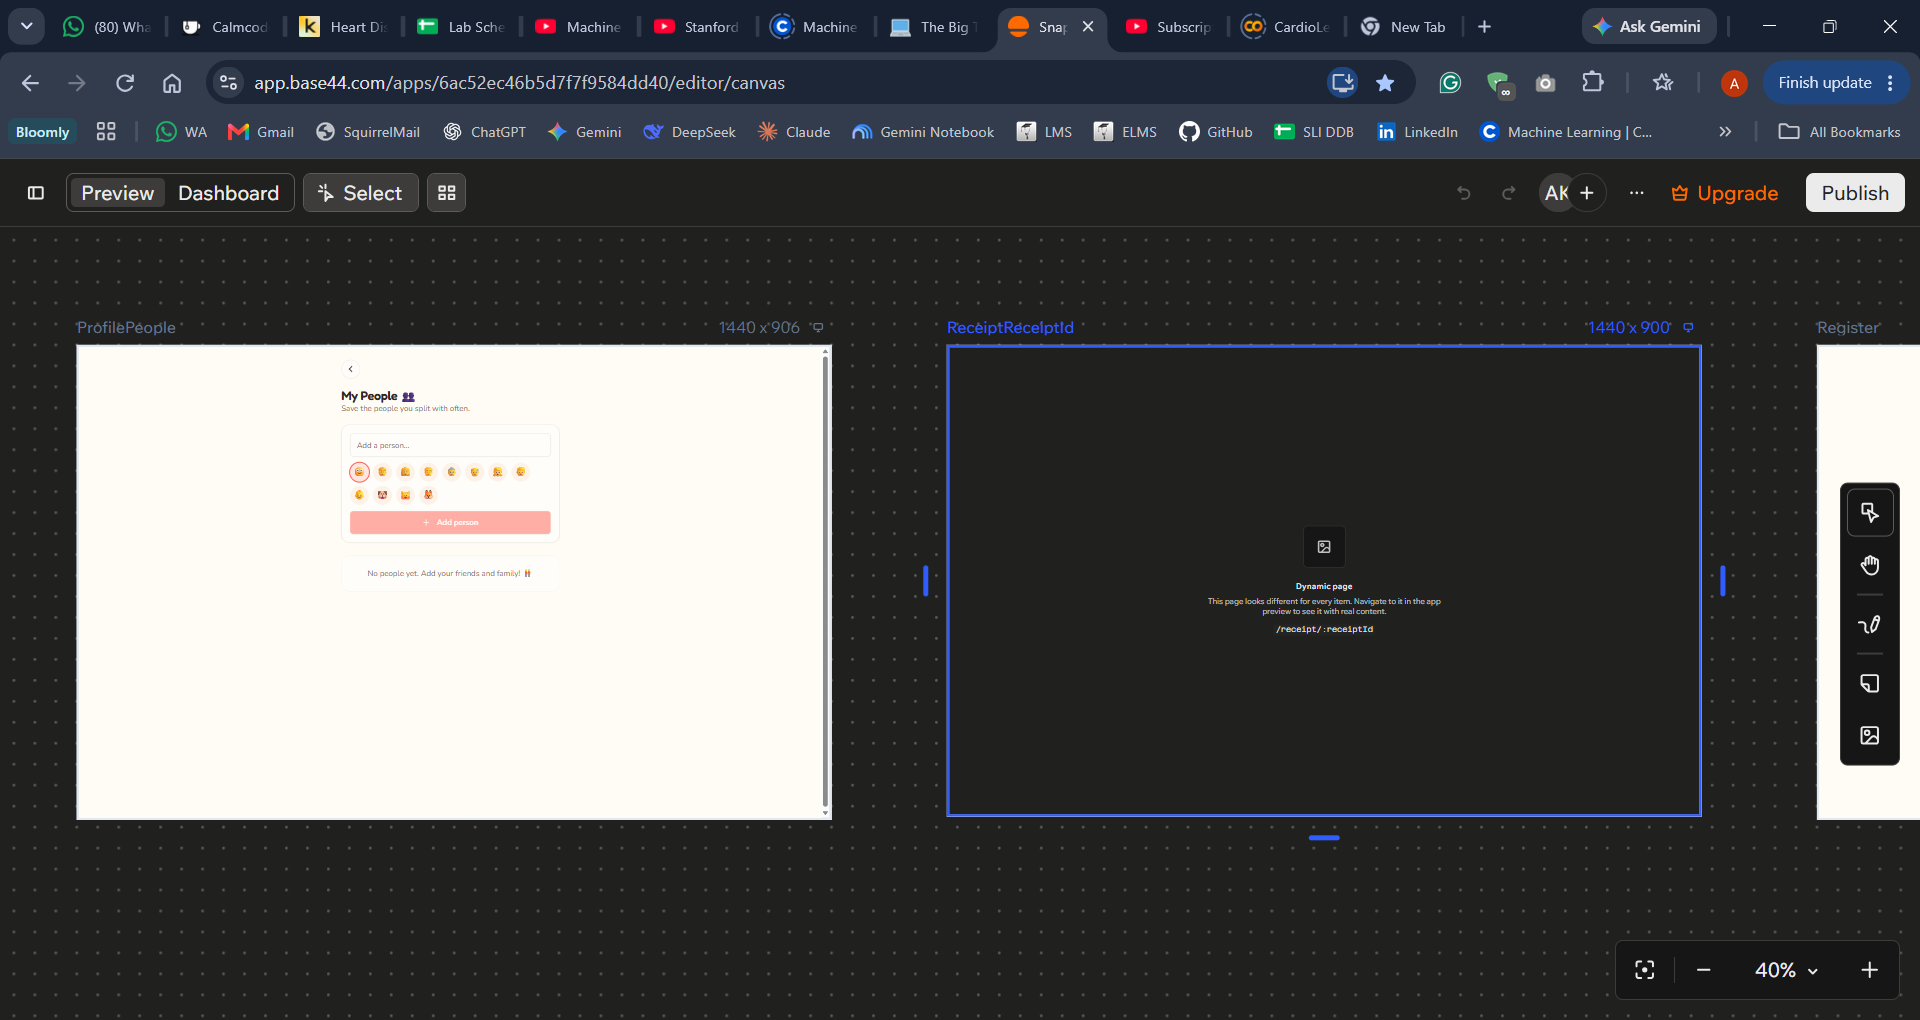 (80) Wha
Calmcod
Heart Di
Lab Sche
Machine
Stanford
Machine
The Big
Snap
Subscrip
CardioLe
New Tab
Ask Gemini
app.base44.com/apps/6ac52ec46b5d7f7f9584dd40/editor/canvas
A
Finish update
Bloomly
WA
Gmail
SquirrelMail
ChatGPT
Gemini
DeepSeek
Claude
Gemini Notebook
LMS
ELMS
GitHub
SLI DDB
LinkedIn
Machine Learning | C...
All Bookmarks
Preview
Dashboard
Select
AK
Upgrade
Publish
ProfilePeople
1440 x 906
ReceiptReceiptId
1440 x 900
Register
My People
Save the people you split with often.
Add a person...
+ Add person
No people yet. Add your friends and family!
Dynamic page
This page looks different for every item. Navigate to it in the app
preview to see it with real content.
/receipt/:receiptId
40%